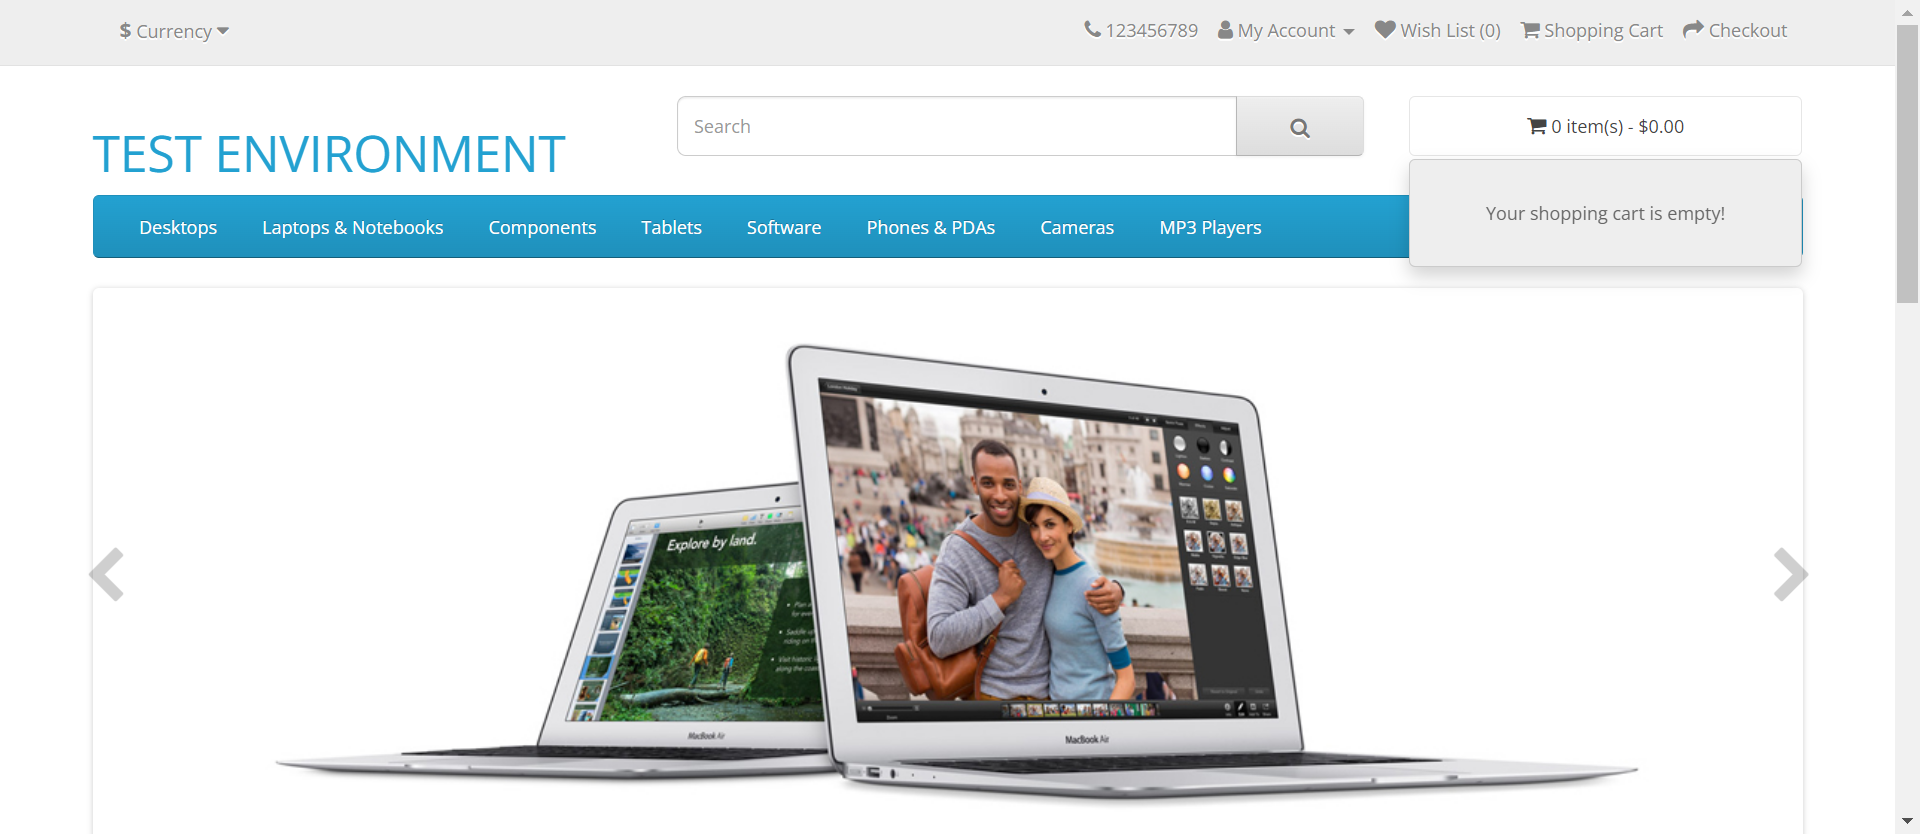 $ Currency
123456789 My Account Wish List (0) Shopping Cart Checkout
TEST ENVIRONMENT
Search
0 item(s) - $0.00
Your shopping cart is empty!
Desktops Laptops & Notebooks Components Tablets Software Phones & PDAs Cameras MP3 Players
Explore by land.
MacBook Air
MacBook Air